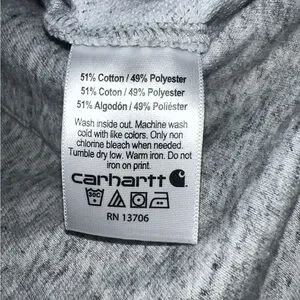 51% Cotton / 49% Polyester
51% Coton / 49% Polyester
51% Algodón / 49% Poliéster
Wash inside out. Machine wash
cold with like colors. Only non
chlorine bleach when needed.
Tumble dry low. Warm iron. Do not
iron on print.
carhartt
RN 13706